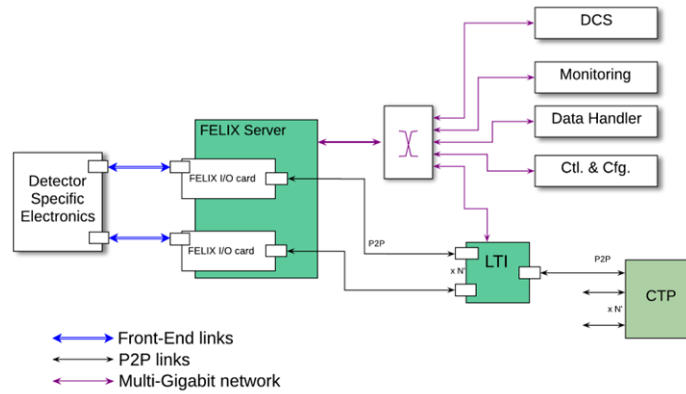 DCS
Monitoring
FELIX Server
Data Handler
Detector
Specific
Electronics
FELIX I/O card
Ctl. & Cfg.
FELIX I/O card
P2P
LTI
P2P
x N'
CTP
x N'
Front-End links
P2P links
Multi-Gigabit network